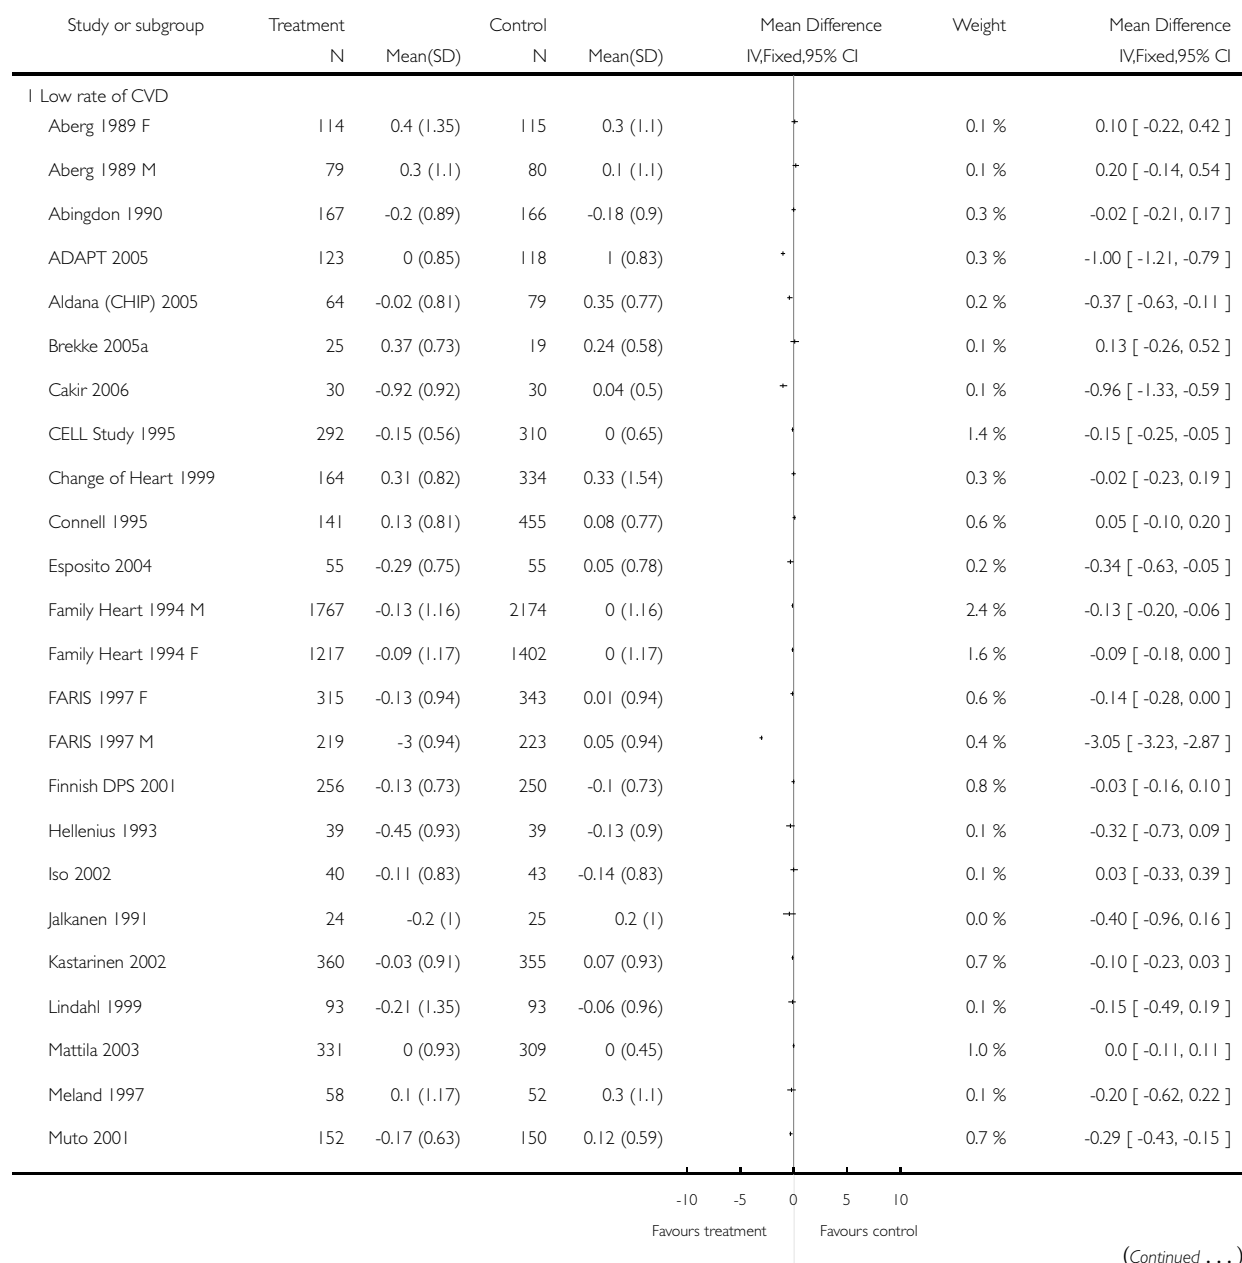 Study or subgroup Treatment Control Mean Difference Weight Mean Difference
N Mean(SD) N Mean(SD) IV,Fixed,95% CI IV,Fixed,95% CI
1 Low rate of CVD
Aberg 1989 F 114 0.4 (1.35) 115 0.3 (1.1) 0.1 % 0.10 [ -0.22, 0.42 ]
Aberg 1989 M 79 0.3 (1.1) 80 0.1 (1.1) 0.1 % 0.20 [ -0.14, 0.54 ]
Abingdon 1990 167 -0.2 (0.89) 166 -0.18 (0.9) 0.3 % -0.02 [ -0.21, 0.17 ]
ADAPT 2005 123 0 (0.85) 118 1 (0.83) 0.3 % -1.00 [ -1.21, -0.79 ]
Aldana (CHIP) 2005 64 -0.02 (0.81) 79 0.35 (0.77) 0.2 % -0.37 [ -0.63, -0.11 ]
Brekke 2005a 25 0.37 (0.73) 19 0.24 (0.58) 0.1 % 0.13 [ -0.26, 0.52 ]
Cakir 2006 30 -0.92 (0.92) 30 0.04 (0.5) 0.1 % -0.96 [ -1.33, -0.59 ]
CELL Study 1995 292 -0.15 (0.56) 310 0 (0.65) 1.4 % -0.15 [ -0.25, -0.05 ]
Change of Heart 1999 164 0.31 (0.82) 334 0.33 (1.54) 0.3 % -0.02 [ -0.23, 0.19 ]
Connell 1995 141 0.13 (0.81) 455 0.08 (0.77) 0.6 % 0.05 [ -0.10, 0.20 ]
Esposito 2004 55 -0.29 (0.75) 55 0.05 (0.78) 0.2 % -0.34 [ -0.63, -0.05 ]
Family Heart 1994 M 1767 -0.13 (1.16) 2174 0 (1.16) 2.4 % -0.13 [ -0.20, -0.06 ]
Family Heart 1994 F 1217 -0.09 (1.17) 1402 0 (1.17) 1.6 % -0.09 [ -0.18, 0.00 ]
FARIS 1997 F 315 -0.13 (0.94) 343 0.01 (0.94) 0.6 % -0.14 [ -0.28, 0.00 ]
FARIS 1997 M 219 -3 (0.94) 223 0.05 (0.94) 0.4 % -3.05 [ -3.23, -2.87 ]
Finnish DPS 2001 256 -0.13 (0.73) 250 -0.1 (0.73) 0.8 % -0.03 [ -0.16, 0.10 ]
Hellenius 1993 39 -0.45 (0.93) 39 -0.13 (0.9) 0.1 % -0.32 [ -0.73, 0.09 ]
Iso 2002 40 -0.11 (0.83) 43 -0.14 (0.83) 0.1 % 0.03 [ -0.33, 0.39 ]
Jalkanen 1991 24 -0.2 (1) 25 0.2 (1) 0.0 % -0.40 [ -0.96, 0.16 ]
Kastarinen 2002 360 -0.03 (0.91) 355 0.07 (0.93) 0.7 % -0.10 [ -0.23, 0.03 ]
Lindahl 1999 93 -0.21 (1.35) 93 -0.06 (0.96) 0.1 % -0.15 [ -0.49, 0.19 ]
Mattila 2003 331 0 (0.93) 309 0 (0.45) 1.0 % 0.0 [ -0.11, 0.11 ]
Meland 1997 58 0.1 (1.17) 52 0.3 (1.1) 0.1 % -0.20 [ -0.62, 0.22 ]
Muto 2001 152 -0.17 (0.63) 150 0.12 (0.59) 0.7 % -0.29 [ -0.43, -0.15 ]
-10 -5 0 5 10
Favours treatment Favours control
(Continued . . . )